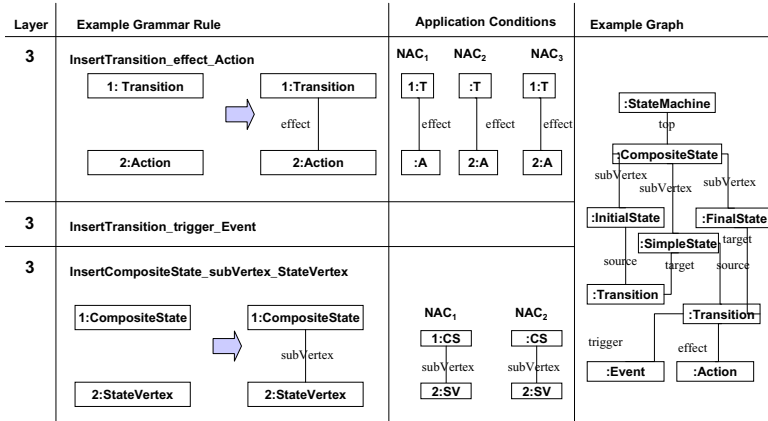 Layer Example Grammar Rule Application Conditions Example Graph
3 InsertTransition_effect_Action
1: Transition 1:Transition
effect
2:Action 2:Action
NAC1 NAC2 NAC3
1:T :T 1:T
effect effect effect
:A 2:A 2:A
3 InsertTransition_trigger_Event
3 InsertCompositeState_subVertex_StateVertex
1:CompositeState 1:CompositeState
subVertex
2:StateVertex 2:StateVertex
NAC1 NAC2
1:CS :CS
subVertex subVertex
2:SV 2:SV
:StateMachine
top
:CompositeState
subVertex subVertex subVertex
:InitialState :FinalState
:SimpleState target
source target source
:Transition
:Transition
trigger effect
:Event :Action